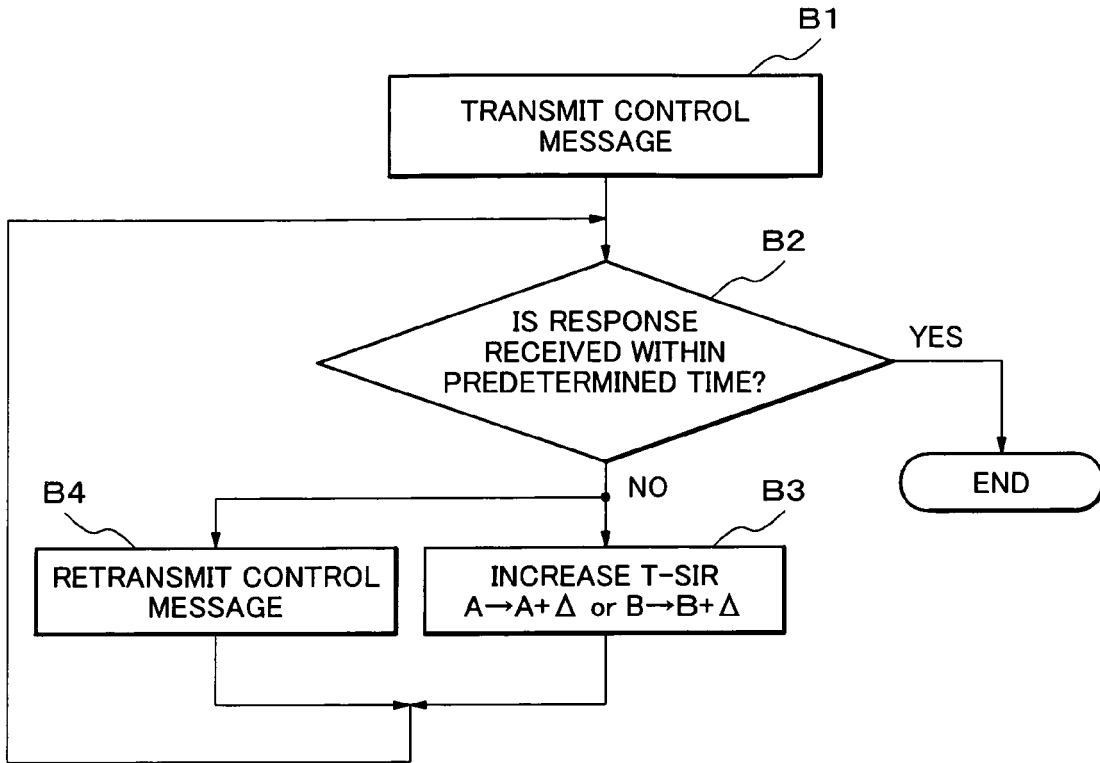 B1
TRANSMIT CONTROL
MESSAGE
B2
IS RESPONSE
RECEIVED WITHIN
PREDETERMINED TIME?
YES
END
NO
B4
RETRANSMIT CONTROL
MESSAGE
B3
INCREASE T-SIR
A→A+Δ or B→B+Δ